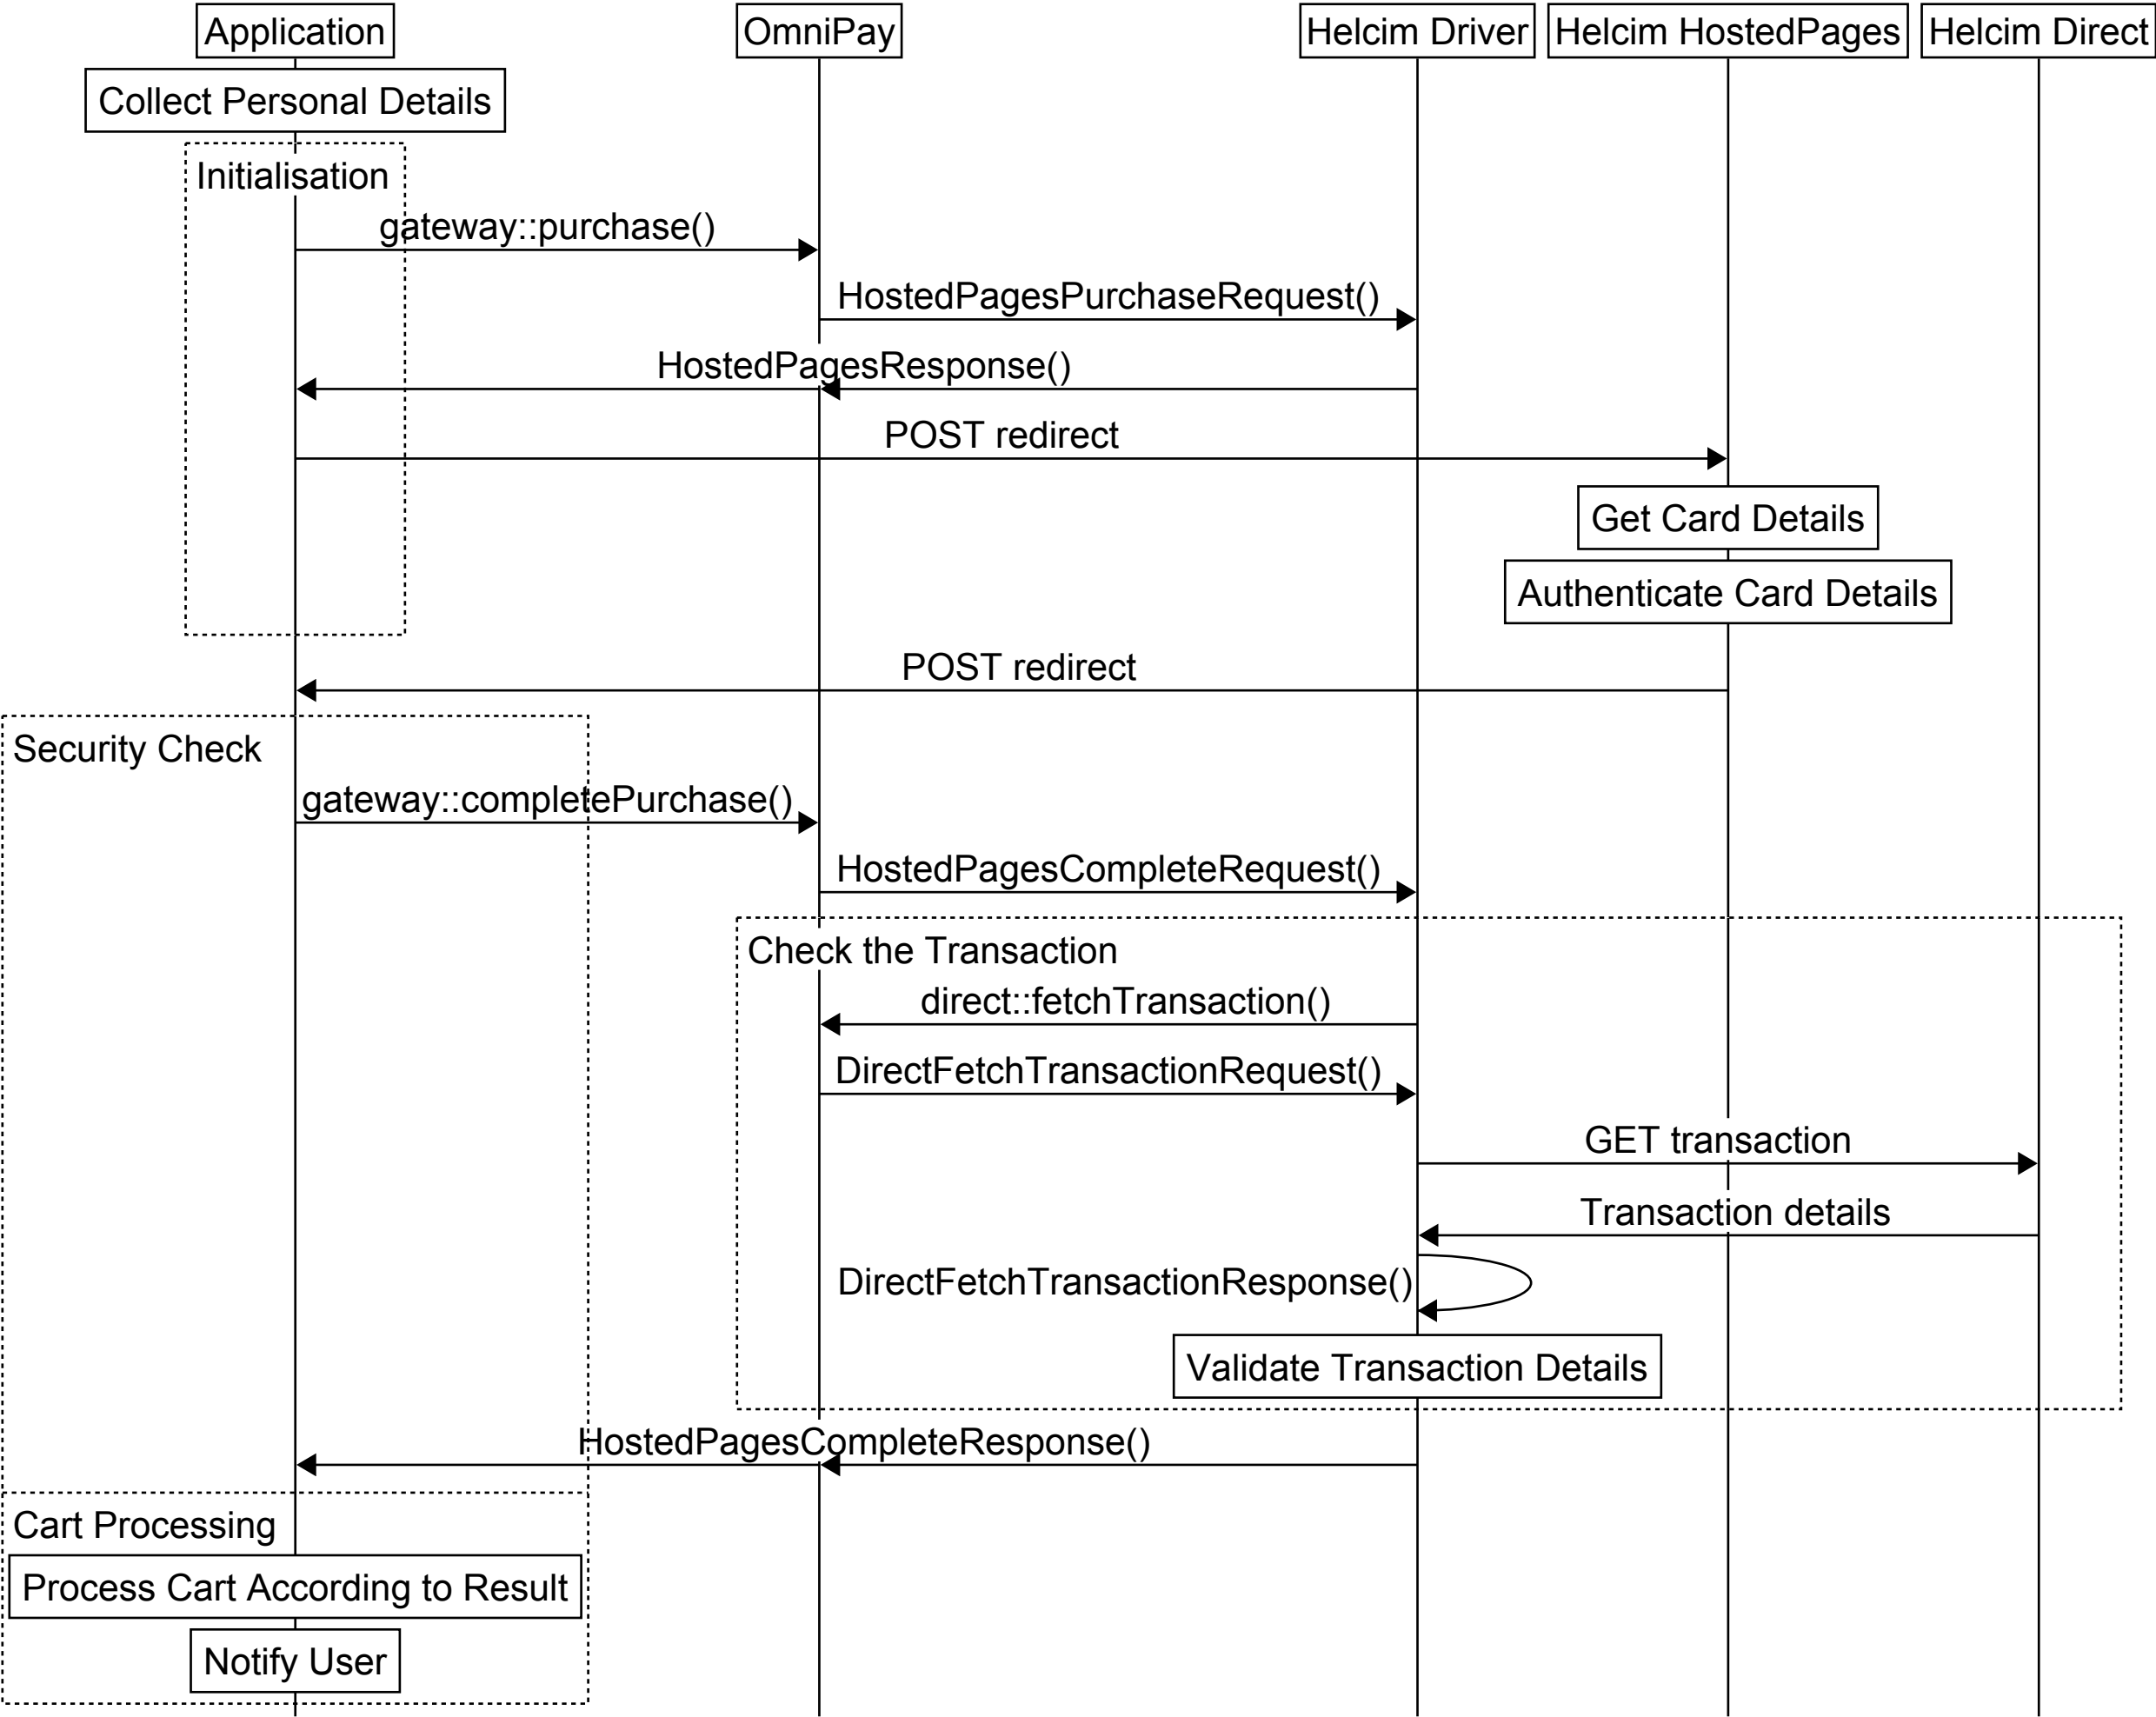 Application
OmniPay
Helcim Driver
Helcim HostedPages
Helcim Direct
Collect Personal Details
Initialisation
gateway::purchase()
HostedPagesPurchaseRequest()
HostedPagesResponse()
POST redirect
Get Card Details
Authenticate Card Details
POST redirect
Security Check
gateway::completePurchase()
HostedPagesCompleteRequest()
Check the Transaction
direct::fetchTransaction()
DirectFetchTransactionRequest()
GET transaction
Transaction details
DirectFetchTransactionResponse()
Validate Transaction Details
HostedPagesCompleteResponse()
Cart Processing
Process Cart According to Result
Notify User